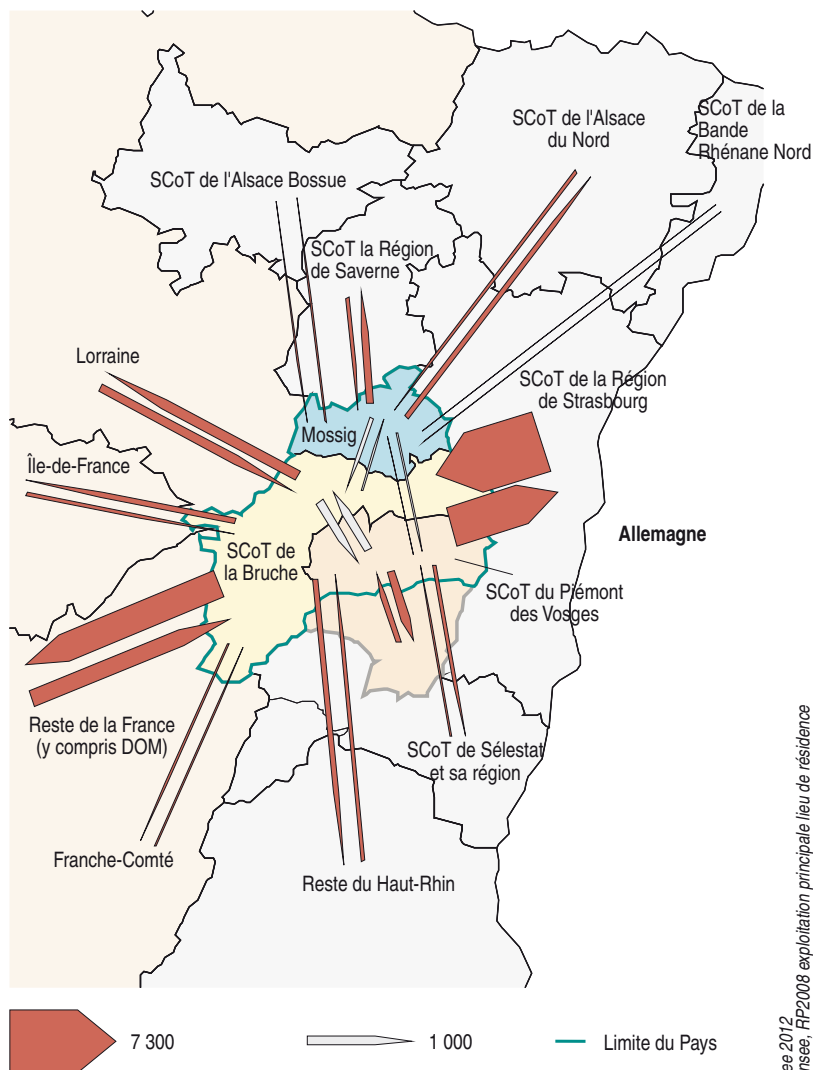 SCoT de la
Bande
Rhénane Nord
SCoT de l'Alsace
du Nord
SCoT de l'Alsace Bossue
SCoT la Région
de Saverne
Lorraine
SCoT de la Région
de Strasbourg
Mossig
Île-de-France
Allemagne
SCoT de
la Bruche
SCoT du Piémont
des Vosges
Reste de la France
(y compris DOM)
SCoT de Sélestat
et sa région
Franche-Comté
Reste du Haut-Rhin
7 300
1 000
Limite du Pays
2012
RP2008 exploitation principale lieu de résidence